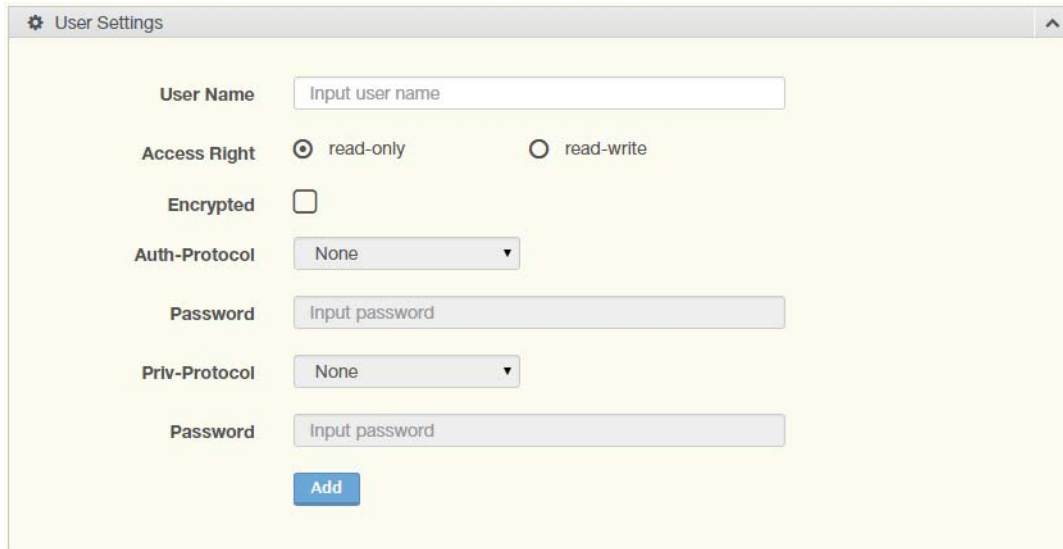 User Settings
User Name Input user name
Access Right read-only read-write
Encrypted
Auth-Protocol None
Password Input password
Priv-Protocol None
Password Input password
Add